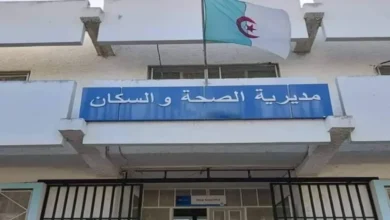 مديرية الصحة و السكان